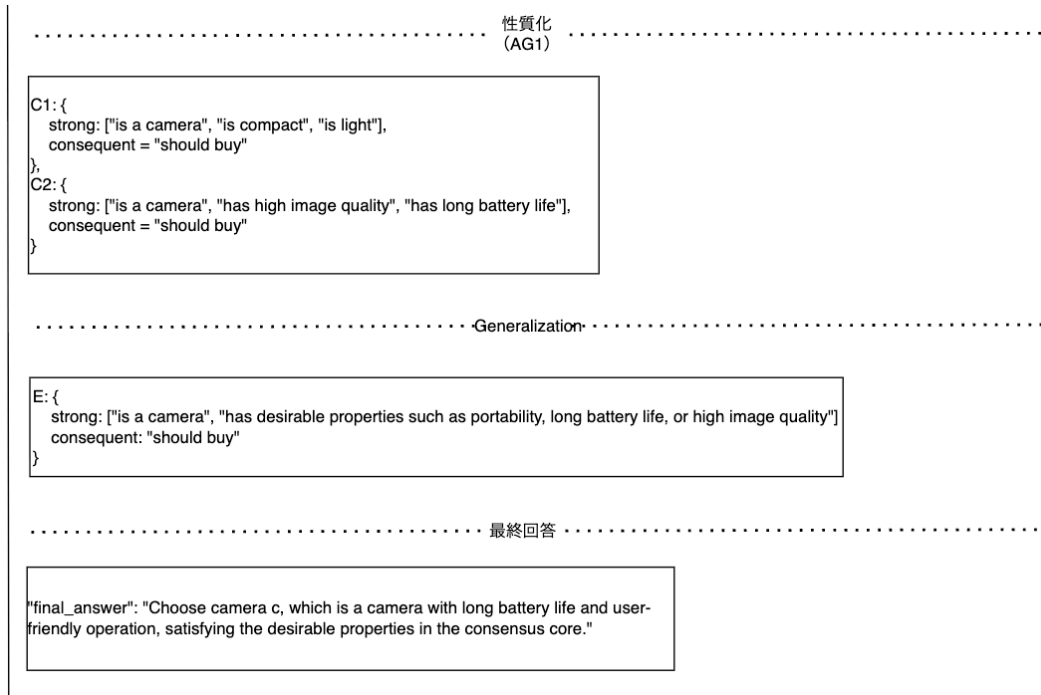 性質化
（AG1）
C1: {
strong: ["is a camera", "is compact", "is light"],
consequent = "should buy"
},
C2: {
strong: ["is a camera", "has high image quality", "has long battery life"],
consequent = "should buy"
}
Generalization
E: {
strong: ["is a camera", "has desirable properties such as portability, long battery life, or high image quality"]
consequent: "should buy"
}
最終回答
"final_answer": "Choose camera c, which is a camera with long battery life and user-
friendly operation, satisfying the desirable properties in the consensus core."